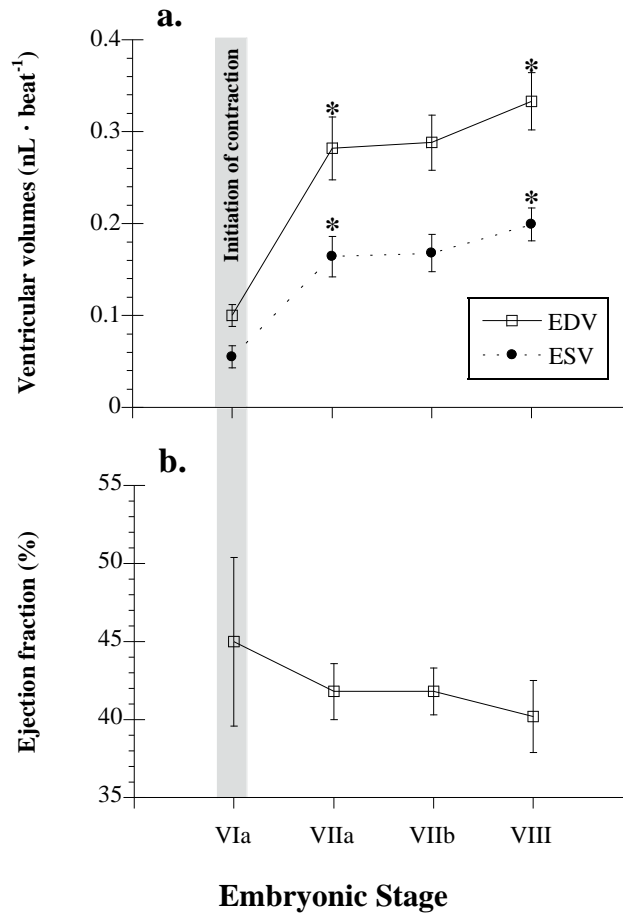 a.
Ventricular volumes (nL · beat⁻¹)
0.4
0.3
0.2
0.1
0
Initiation of contraction
*
*
*
*
EDV
ESV
b.
Ejection fraction (%)
55
50
45
40
35
VIa VIIa VIIb VIII
Embryonic Stage